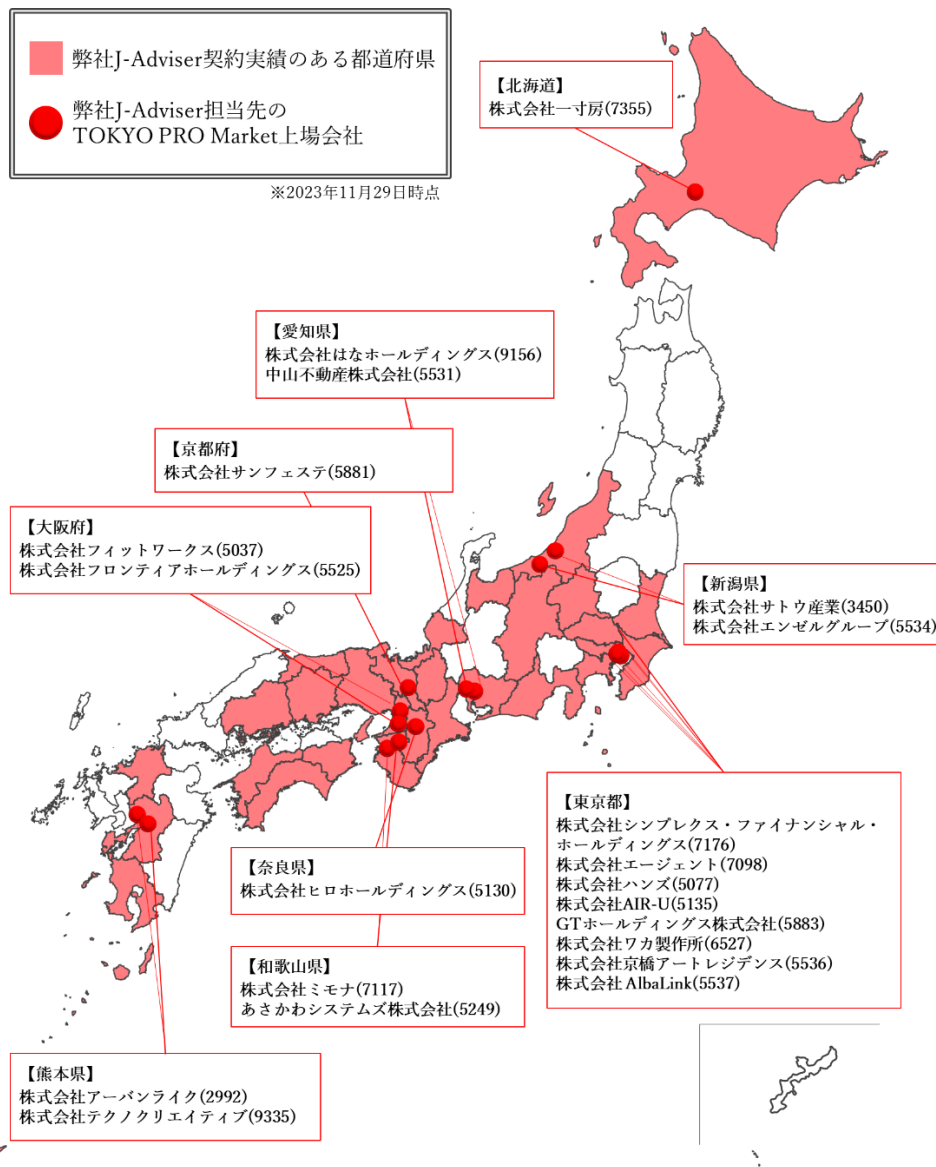 弊社J-Adviser契約実績のある都道府県
弊社J-Adviser担当先の
TOKYO PRO Market上場会社
※2023年11月29日時点
【北海道】
株式会社一寸房(7355)
【愛知県】
株式会社はなホールディングス(9156)
中山不動産株式会社(5531)
【京都府】
株式会社サンフェステ(5881)
【大阪府】
株式会社フィットワークス(5037)
株式会社フロンティアホールディングス(5525)
【新潟県】
株式会社サトウ産業(3450)
株式会社エンゼルグループ(5534)
【東京都】
株式会社シンプレクス・ファイナンシャル・
ホールディングス(7176)
株式会社エージェント(7098)
株式会社ハンズ(5077)
株式会社AIR-U(5135)
GTホールディングス株式会社(5883)
株式会社ワカ製作所(6527)
株式会社京橋アートレジデンス(5536)
株式会社AlbaLink(5537)
【奈良県】
株式会社ヒロホールディングス(5130)
【和歌山県】
株式会社ミモナ(7117)
あさかわシステムズ株式会社(5249)
【熊本県】
株式会社アーバンライク(2992)
株式会社テクノクリエイティブ(9335)